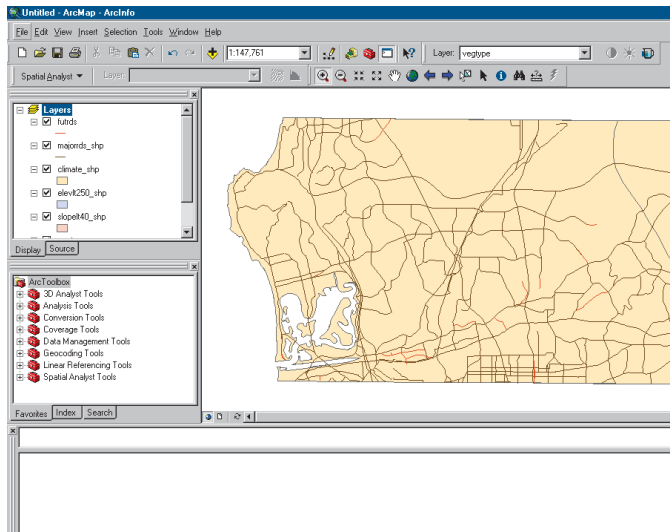 Untitled - ArcMap - ArcInfo
File Edit View Insert Selection Tools Window Help
1:147,761 Layer: vegtype
Spatial Analyst Layer:
Layers
futrds
majorrds_shp
climate_shp
elevlt250_shp
slopelt40_shp
Display Source
ArcToolbox
3D Analyst Tools
Analysis Tools
Conversion Tools
Coverage Tools
Data Management Tools
Geocoding Tools
Linear Referencing Tools
Spatial Analyst Tools
Favorites Index Search